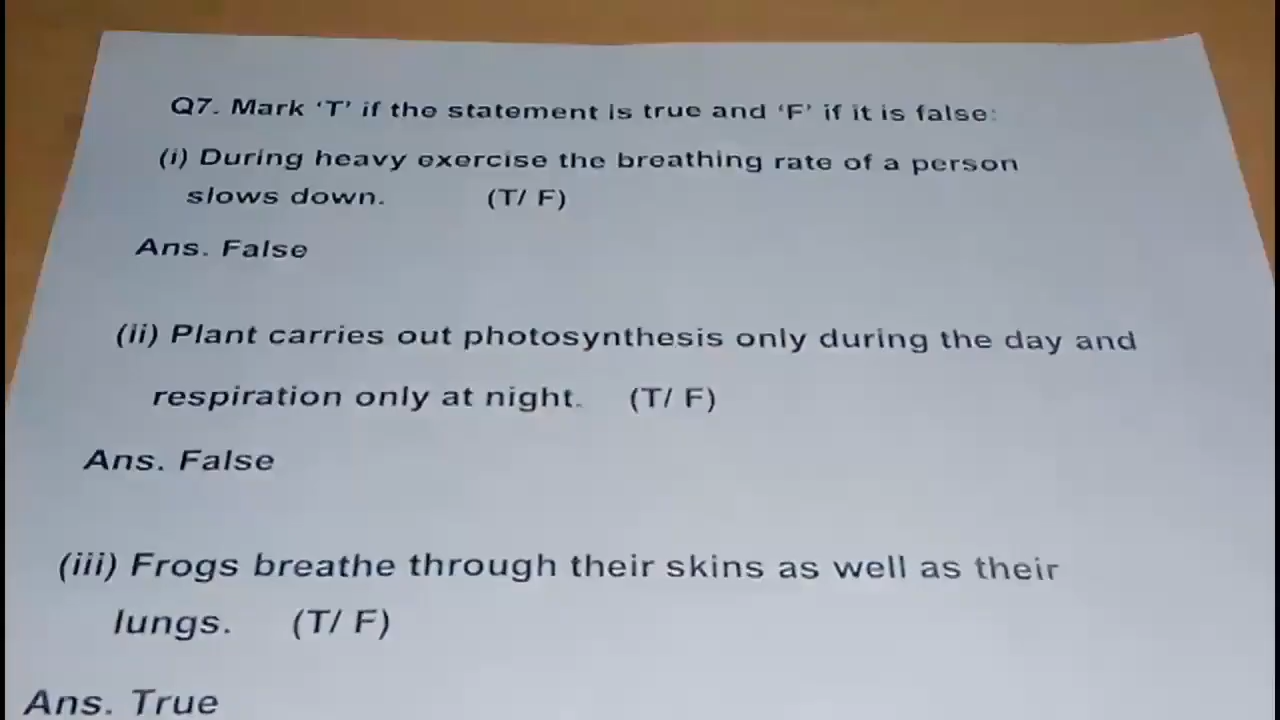 Q7. Mark ‘T’ if the statement is true and ‘F’ if it is false:
(i) During heavy exercise the breathing rate of a person
slows down. (T/ F)
Ans. False
(ii) Plant carries out photosynthesis only during the day and
respiration only at night. (T/ F)
Ans. False
(iii) Frogs breathe through their skins as well as their
lungs. (T/ F)
Ans. True